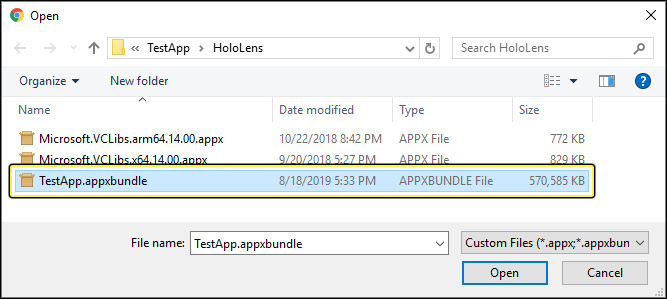 Open
« TestApp > HoloLens
Search HoloLens
Organize New folder
?
Name Date modified Type Size
Microsoft.VCLibs.arm64.14.00.appx 10/22/2018 8:42 PM APPX File 772 KB
Microsoft.VCLibs.x64.14.00.appx 9/20/2018 5:27 PM APPX File 829 KB
TestApp.appxbundle 8/18/2019 5:33 PM APPXBUNDLE File 570,585 KB
File name: TestApp.appxbundle Custom Files (*.appx;*.appxbun
Open Cancel